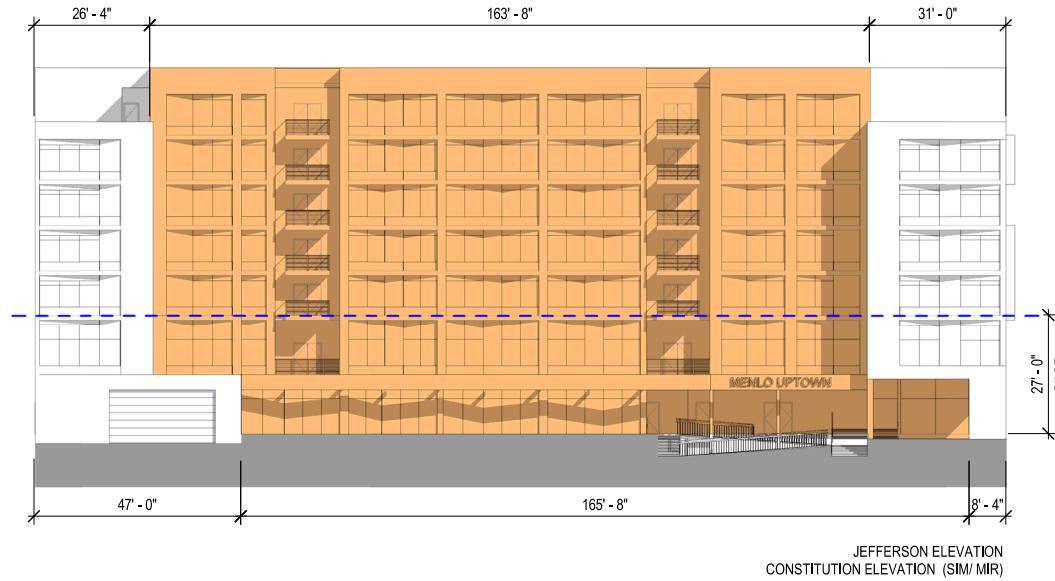 26' - 4"
163' - 8"
31' - 0"
MENLO UPTOWN
27' - 0"
47' - 0"
165' - 8"
8' - 4"
JEFFERSON ELEVATION
CONSTITUTION ELEVATION (SIM/ MIR)